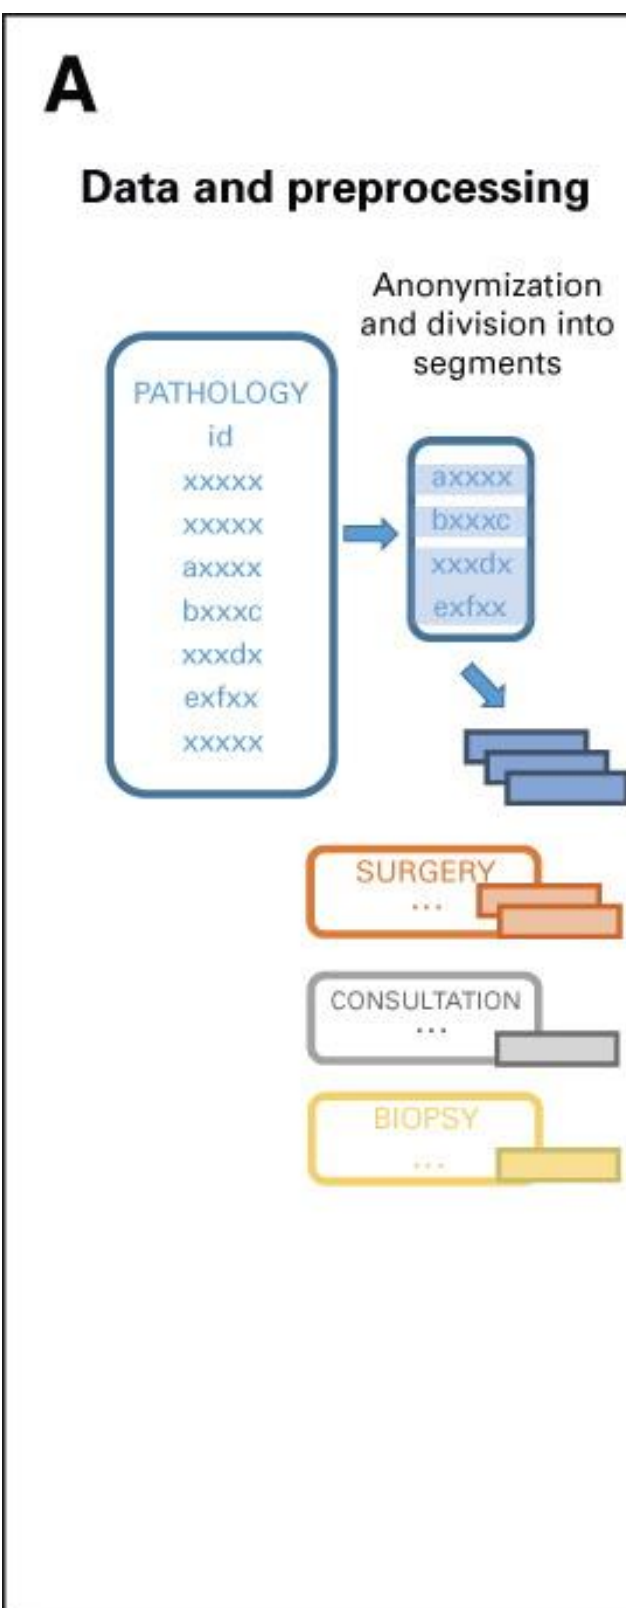 A
Data and preprocessing
Anonymization
and division into
segments
PATHOLOGY
id
xxxxx
xxxxx
axxxx
bxxxc
xxxdx
exfxx
xxxxx
axxxx
bxxxc
xxxdx
exfxx
SURGERY
...
CONSULTATION
...
BIOPSY
...